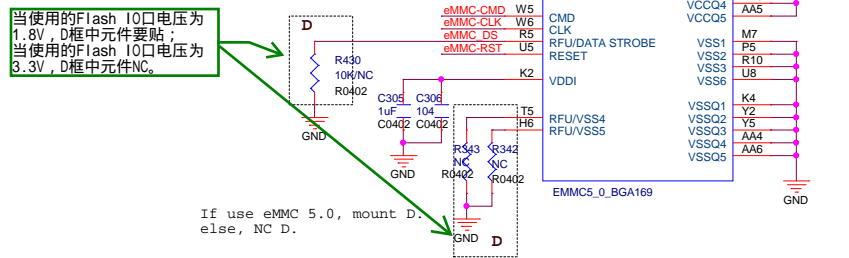 当使用的Flash IO口电压为
1.8V，D框中元件要贴；
当使用的Flash IO口电压为
3.3V，D框中元件NC。
D
R430
10K/NC
R0402
GND
eMMC-CMD W5 CMD
eMMC-CLK W6 CLK
eMMC_DS R5 RFU/DATA STROBE
eMMC-RST U5 RESET
K2 VDDI
T5 RFU/VSS4
H6 RFU/VSS5
VCCQ4
VCCQ5 AA5
VSS1 M7
VSS2 P5
VSS3 R10
VSS6 U8
VSSQ1 K4
VSSQ2 Y2
VSSQ3 Y5
VSSQ4 AA4
VSSQ5 AA6
GND
C305 C306
1uF 104
C0402 C0402
GND
R343 R342
NC NC
R0402 R0402
GND D
EMMC5_0_BGA169
If use eMMC 5.0, mount D.
else, NC D.